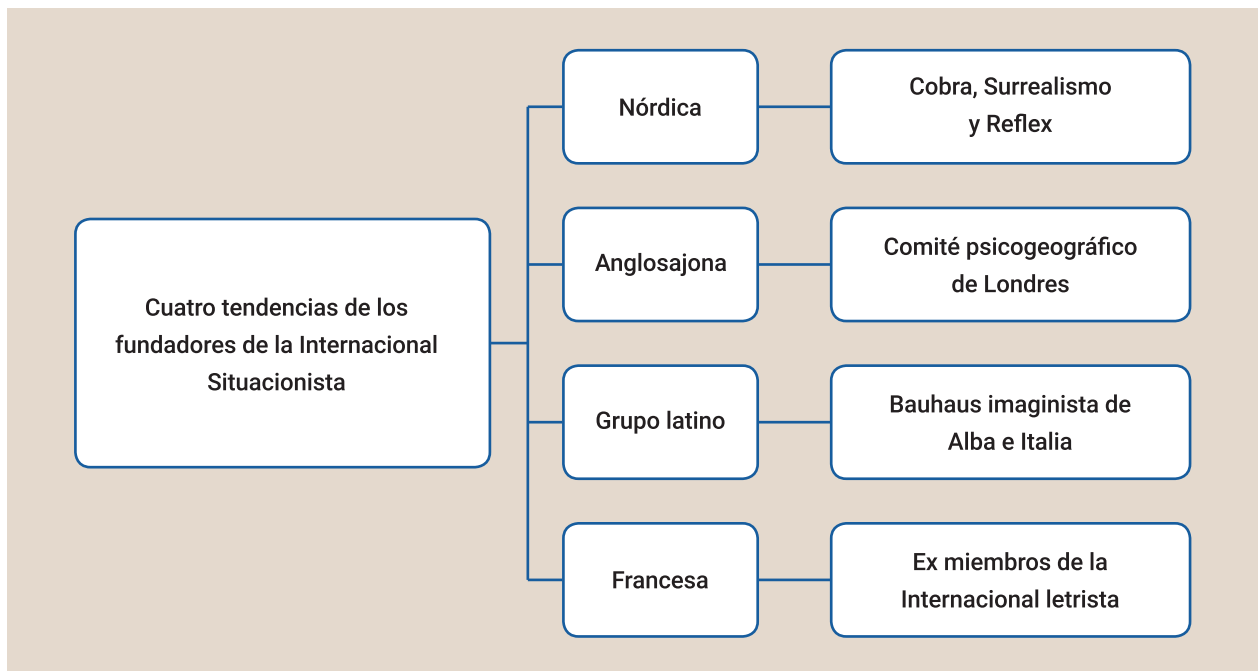 Cuatro tendencias de los
fundadores de la Internacional
Situacionista
Nórdica
Cobra, Surrealismo
y Reflex
Anglosajona
Comité psicogeográfico
de Londres
Grupo latino
Bauhaus imaginista de
Alba e Italia
Francesa
Ex miembros de la
Internacional letrista